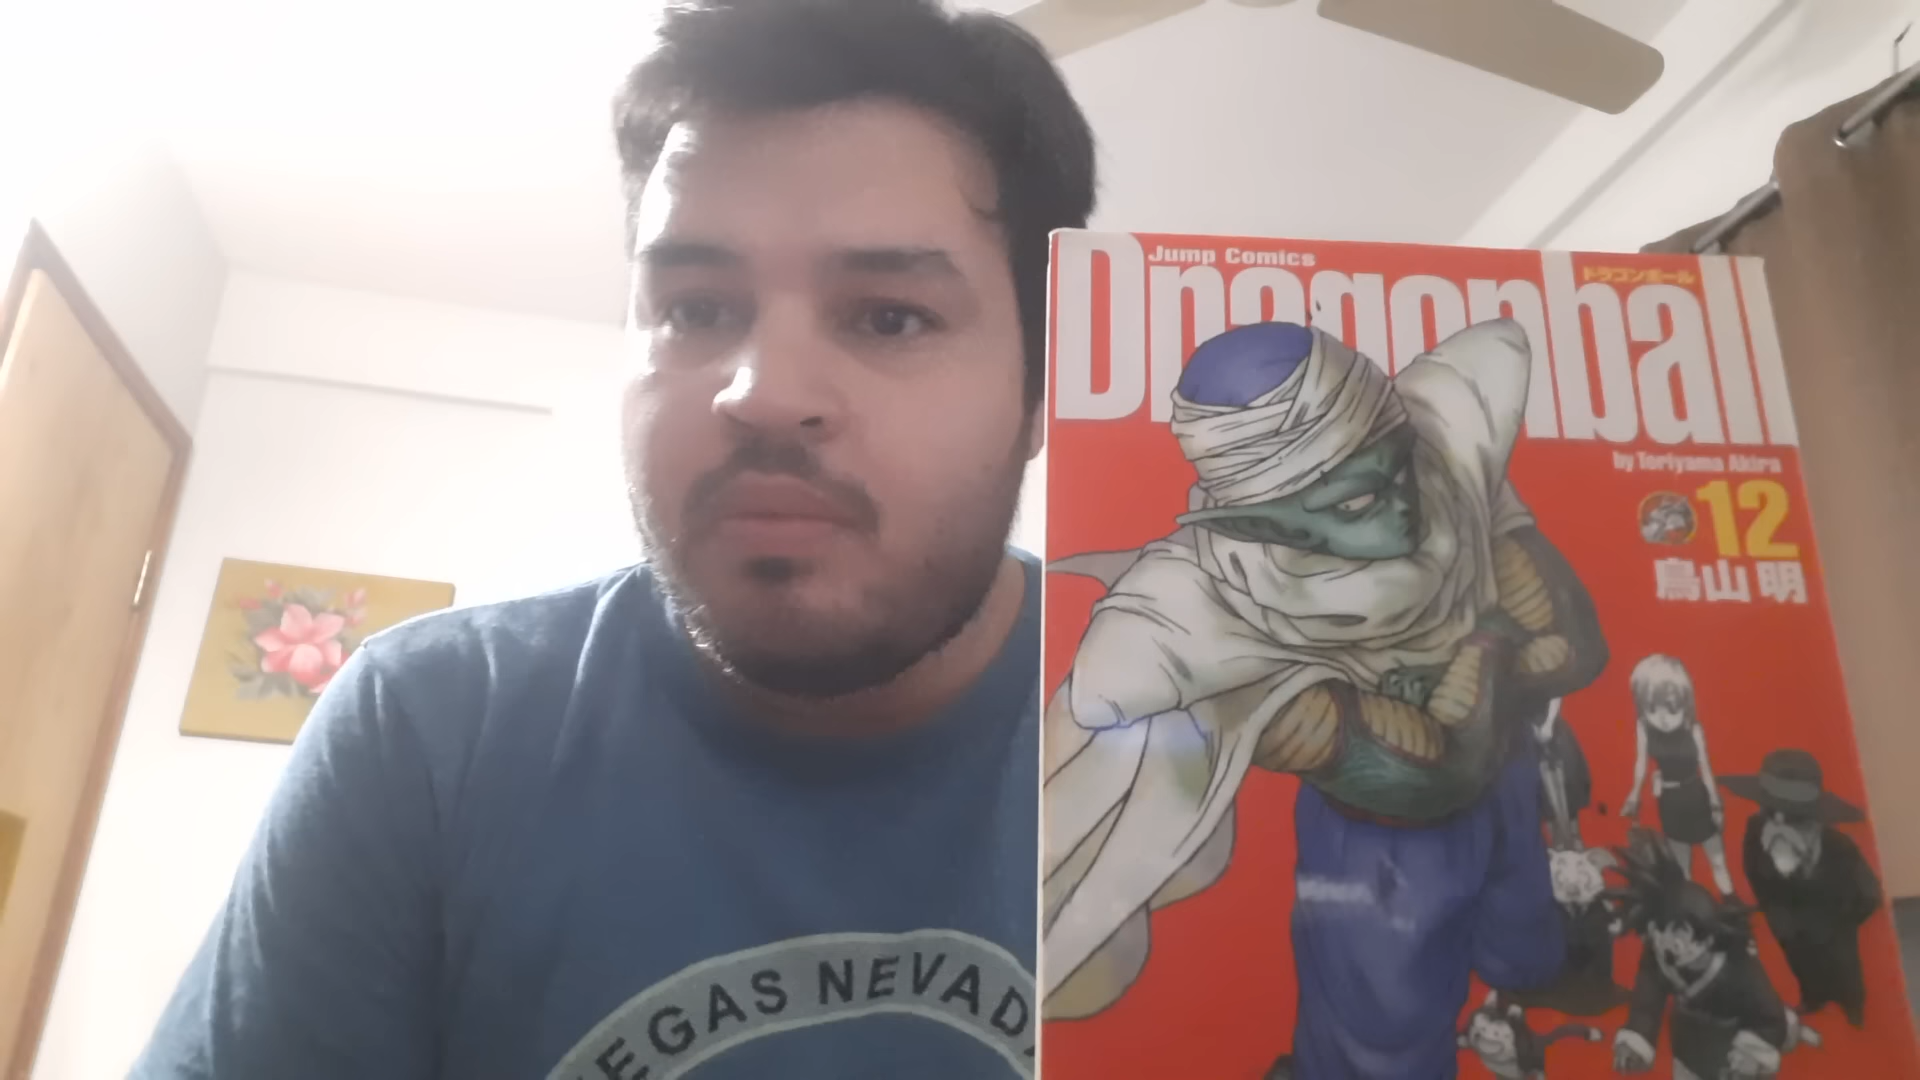 Jump Comics
Dragonball
ドラゴンボール
by Toriyama Akira
12
鳥山明
EGAS NEVAD